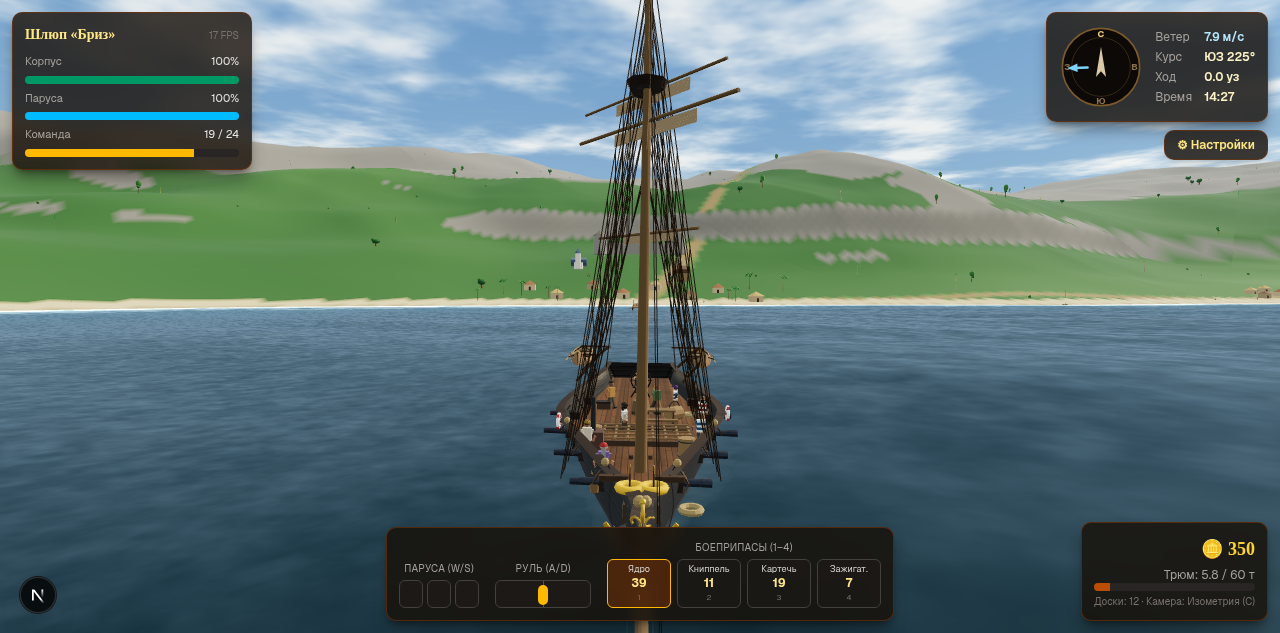 Шлюп «Бриз»
17 FPS
Корпус 100%
Паруса 100%
Команда 19 / 24
С
З
В
Ю
Ветер 7.9 м/с
Курс ЮЗ 225°
Ход 0.0 уз
Время 14:27
⚙ Настройки
ПАРУСА (W/S)
РУЛЬ (A/D)
БОЕПРИПАСЫ (1–4)
Ядро
39
1
Книппель
11
2
Картечь
19
3
Зажигат.
7
4
350
Трюм: 5.8 / 60 т
Доски: 12 · Камера: Изометрия (C)
N